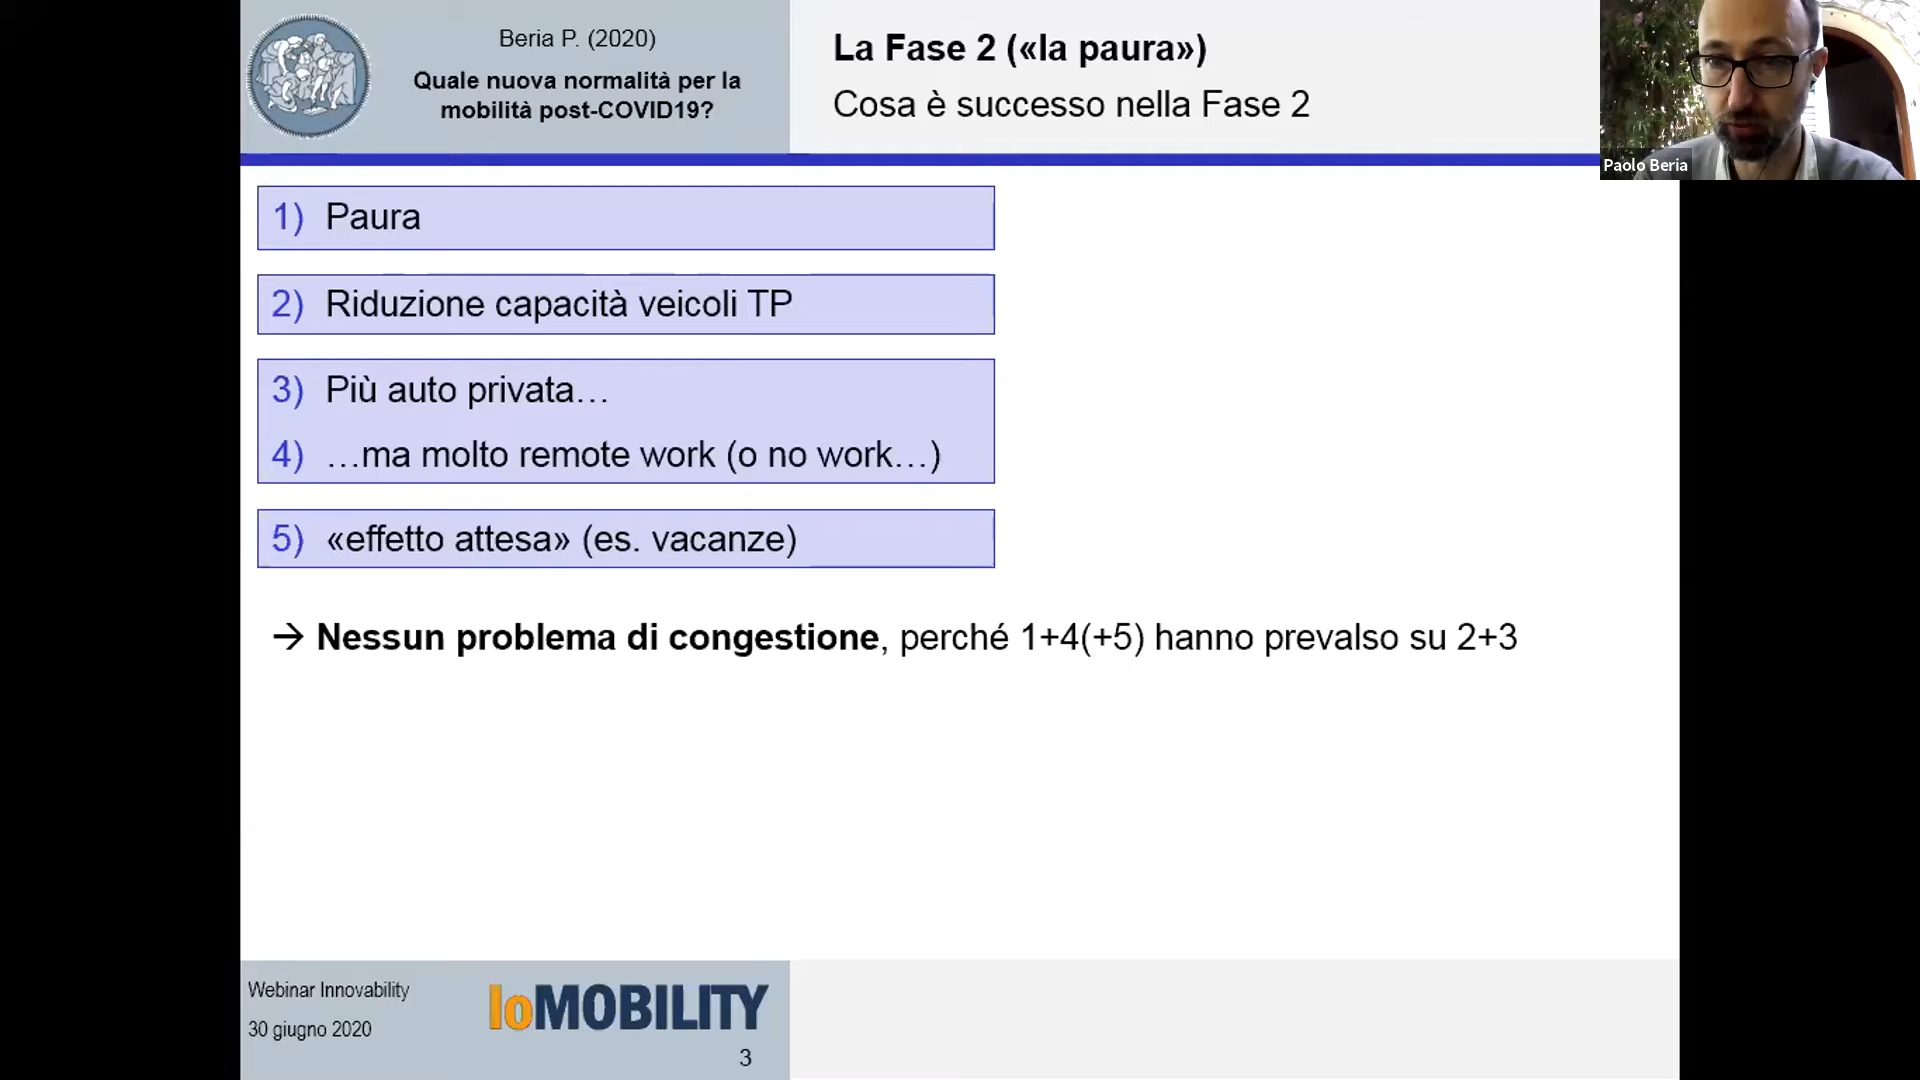 Beria P. (2020)
Quale nuova normalità per la
mobilità post-COVID19?
La Fase 2 («la paura»)
Cosa è successo nella Fase 2
Paolo Beria
1) Paura
2) Riduzione capacità veicoli TP
3) Più auto privata…
4) …ma molto remote work (o no work…)
5) «effetto attesa» (es. vacanze)
→ Nessun problema di congestione, perché 1+4(+5) hanno prevalso su 2+3
Webinar Innovability
30 giugno 2020
IoMOBILITY
3